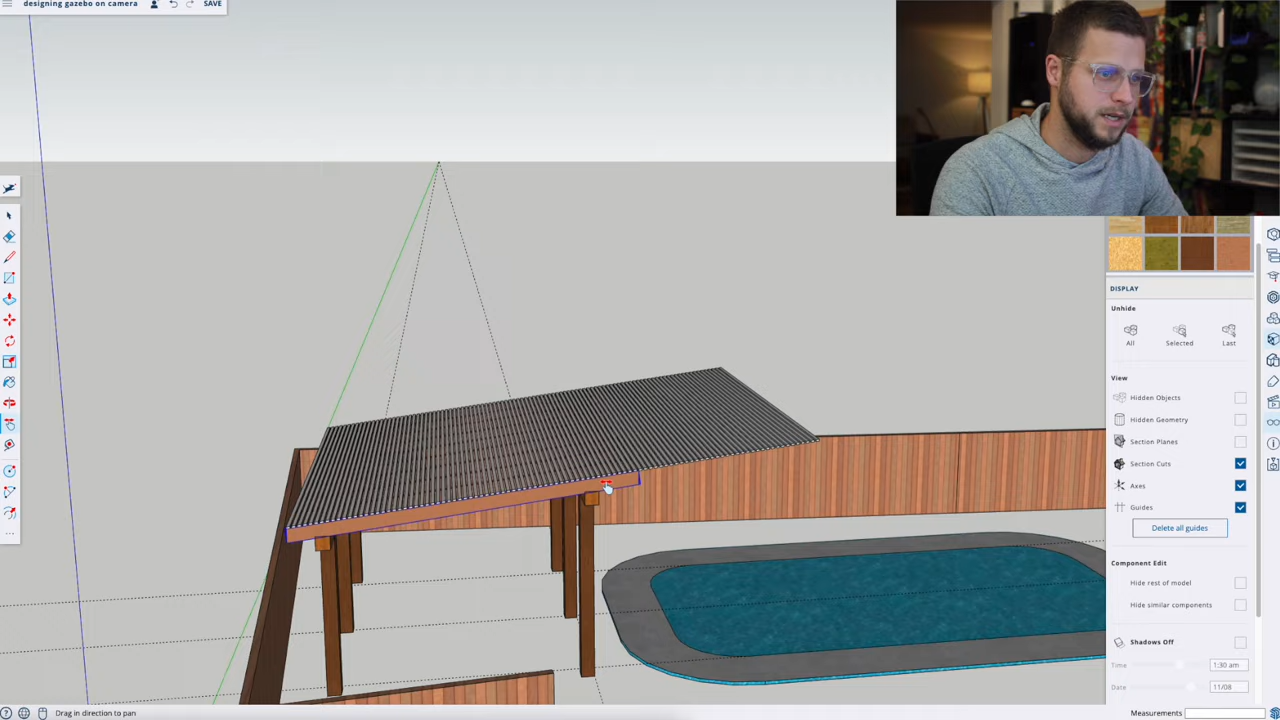 designing gazebo on camera
SAVE
DISPLAY
Unhide
All Selected Last
View
Hidden Objects
Hidden Geometry
Section Planes
Section Cuts
Axes
Guides
Delete all guides
Component Edit
Hide rest of model
Hide similar components
Shadows Off
Time 1:30 am
Date 11/08
Drag in direction to pan
Measurements